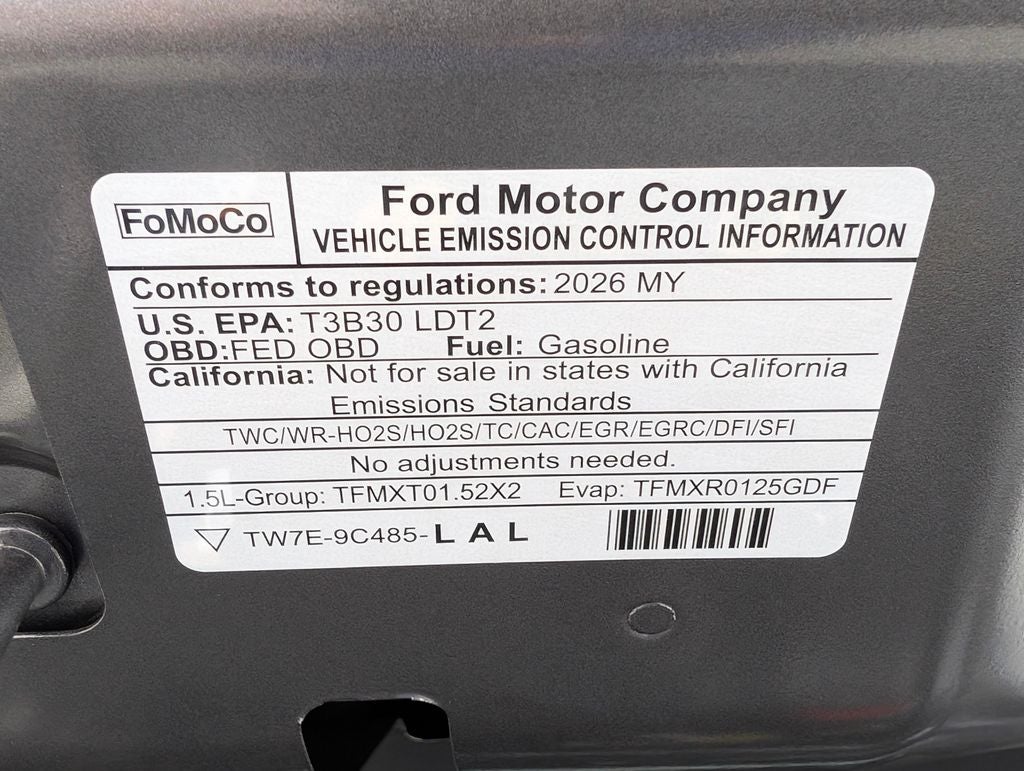 FoMoCo
Ford Motor Company
VEHICLE EMISSION CONTROL INFORMATION
Conforms to regulations: 2026 MY
U.S. EPA: T3B30 LDT2
OBD:FED OBD Fuel: Gasoline
California: Not for sale in states with California
Emissions Standards
TWC/WR-HO2S/HO2S/TC/CAC/EGR/EGRC/DFI/SFI
No adjustments needed.
1.5L-Group: TFMXT01.52X2 Evap: TFMXR0125GDF
TW7E-9C485-L A L